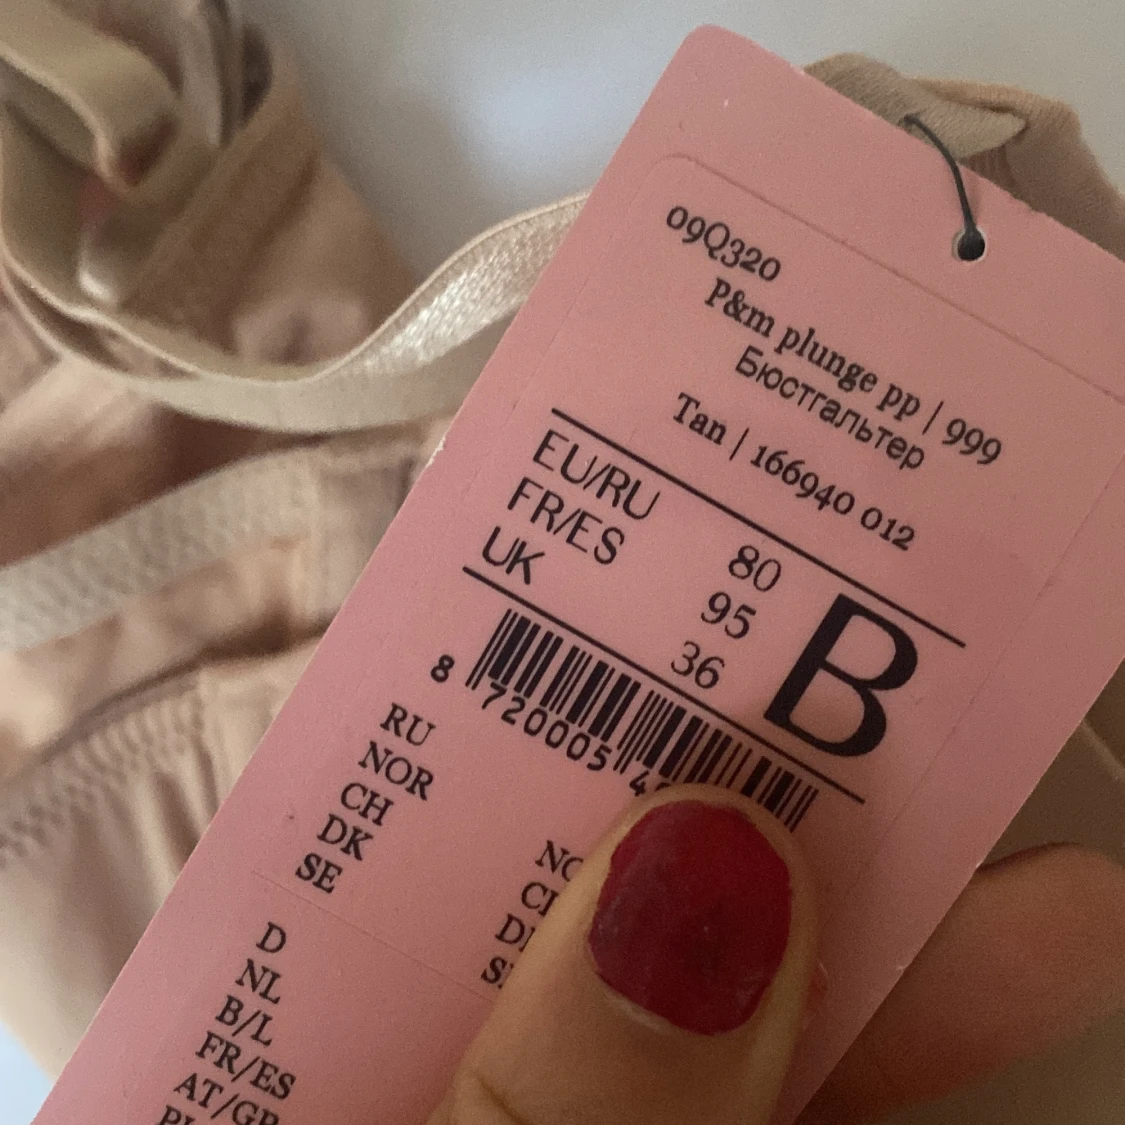 09Q320
P&m plunge pp | 999
Бюстгальтер
Tan | 166940 012
EU/RU 80
FR/ES 95
UK 36
B
8 720005 4
RU
NOR
CH
DK
SE
D
NL
B/L
FR/ES